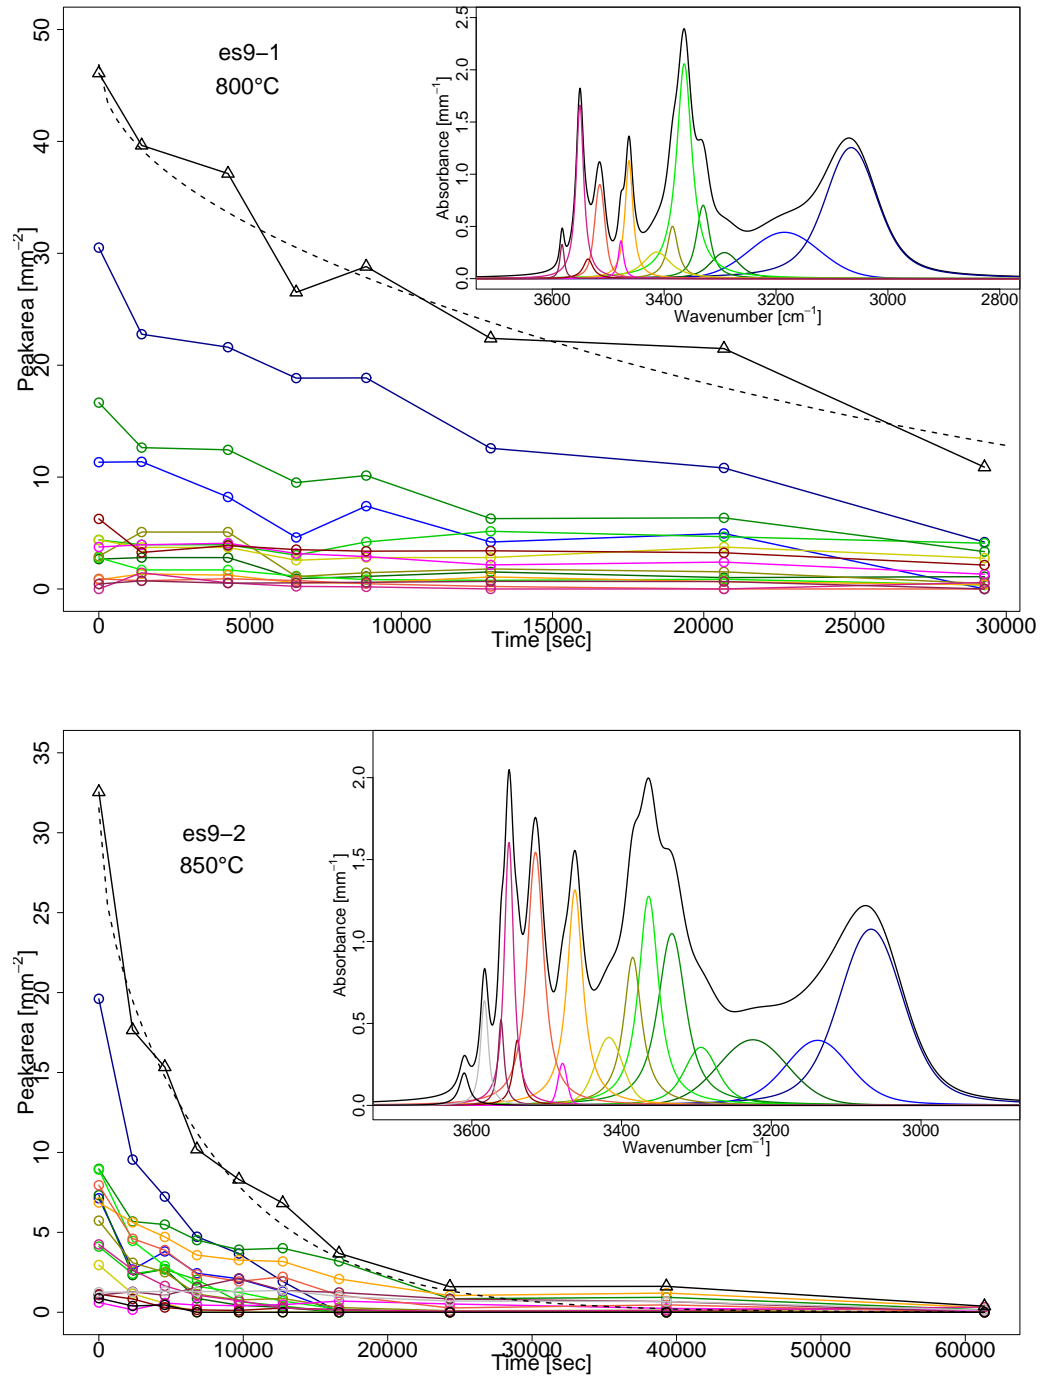 es9−1
800°C
Peakarea [mm−2]
50
40
30
20
10
0
0 5000 10000 15000 20000 25000 30000
Time [sec]
Absorbance [mm−1]
2.5
2.0
1.5
1.0
0.5
0.0
3600 3400 3200 3000 2800
Wavenumber [cm−1]
es9−2
850°C
Peakarea [mm−2]
35
30
25
20
15
10
5
0
0 10000 20000 30000 40000 50000 60000
Time [sec]
Absorbance [mm−1]
2.0
1.5
1.0
0.5
0.0
3600 3400 3200 3000
Wavenumber [cm−1]